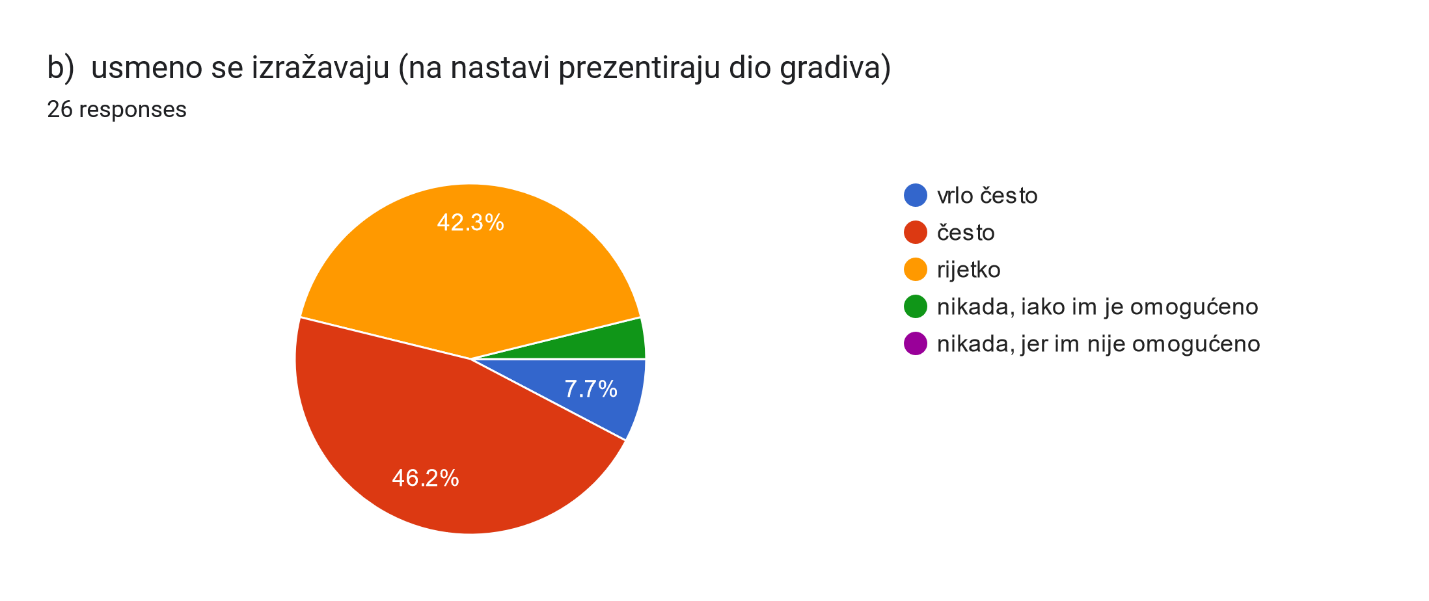 b) usmeno se izražavaju (na nastavi prezentiraju dio gradiva)
26 responses
42.3%
7.7%
46.2%
vrlo često
često
rijetko
nikada, iako im je omogućeno
nikada, jer im nije omogućeno